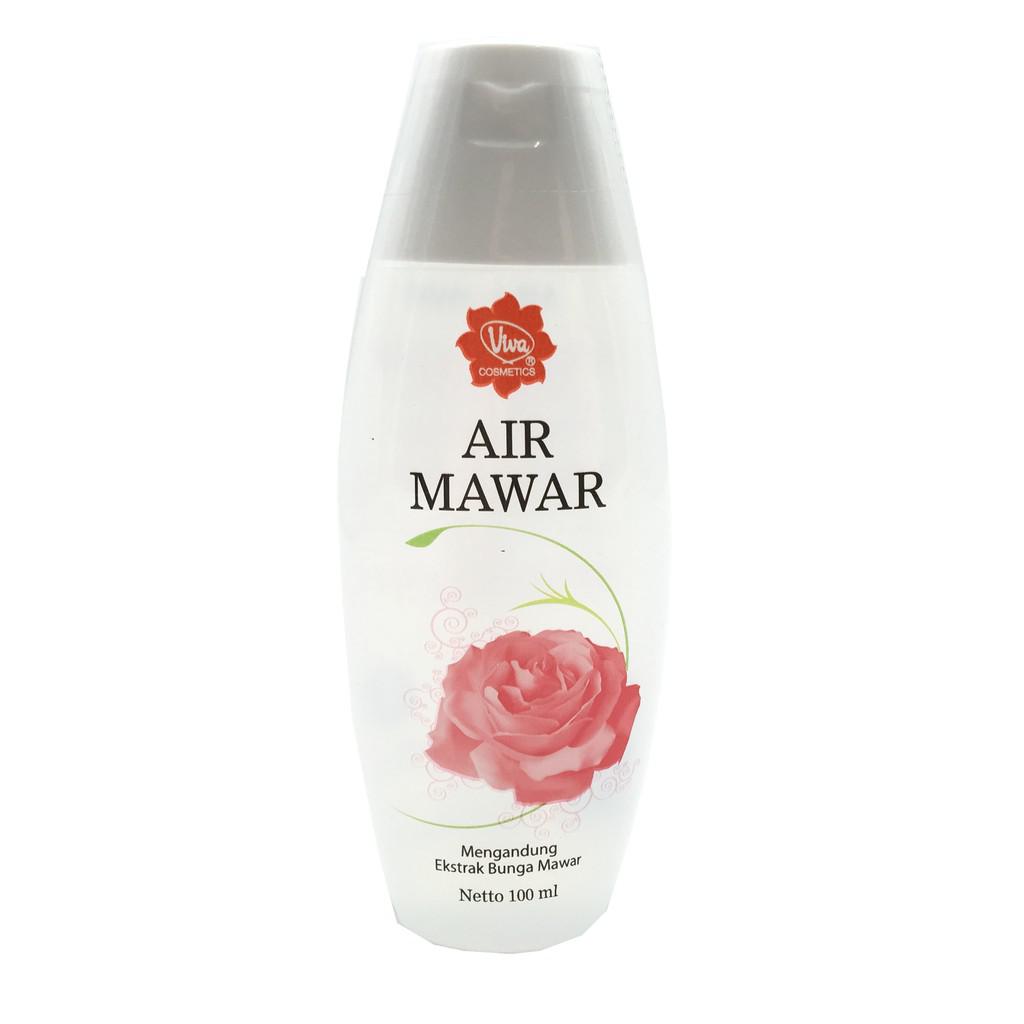 Viva®
COSMETICS
AIR
MAWAR
Mengandung
Ekstrak Bunga Mawar
Netto 100 ml